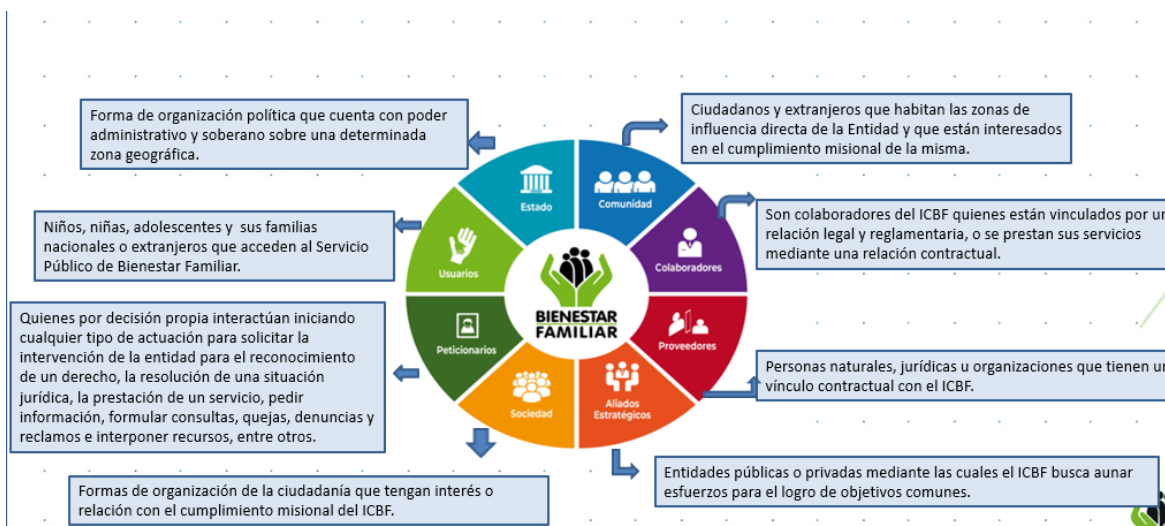 Forma de organización política que cuenta con poder
administrativo y soberano sobre una determinada
zona geográfica.
Ciudadanos y extranjeros que habitan las zonas de
influencia directa de la Entidad y que están interesados
en el cumplimiento misional de la misma.
Niños, niñas, adolescentes y sus familias
nacionales o extranjeros que acceden al Servicio
Público de Bienestar Familiar.
Son colaboradores del ICBF quienes están vinculados por un
relación legal y reglamentaria, o se prestan sus servicios
mediante una relación contractual.
Quienes por decisión propia interactúan iniciando
cualquier tipo de actuación para solicitar la
intervención de la entidad para el reconocimiento
de un derecho, la resolución de una situación
jurídica, la prestación de un servicio, pedir
información, formular consultas, quejas, denuncias y
reclamos e interponer recursos, entre otros.
Personas naturales, jurídicas u organizaciones que tienen un
vínculo contractual con el ICBF.
Formas de organización de la ciudadanía que tengan interés o
relación con el cumplimiento misional del ICBF.
Entidades públicas o privadas mediante las cuales el ICBF busca aunar
esfuerzos para el logro de objetivos comunes.
Estado
Comunidad
Usuarios
Colaboradores
BIENESTAR
FAMILIAR
Peticionarios
Proveedores
Sociedad
Aliados
Estratégicos